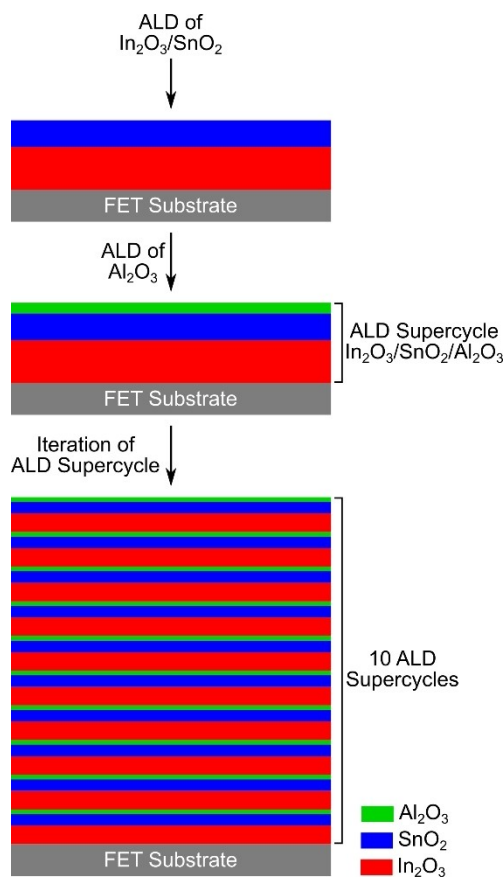 ALD of
In₂O₃/SnO₂
FET Substrate
ALD of
Al₂O₃
ALD Supercycle
In₂O₃/SnO₂/Al₂O₃
FET Substrate
Iteration of
ALD Supercycle
10 ALD
Supercycles
Al₂O₃
SnO₂
In₂O₃
FET Substrate